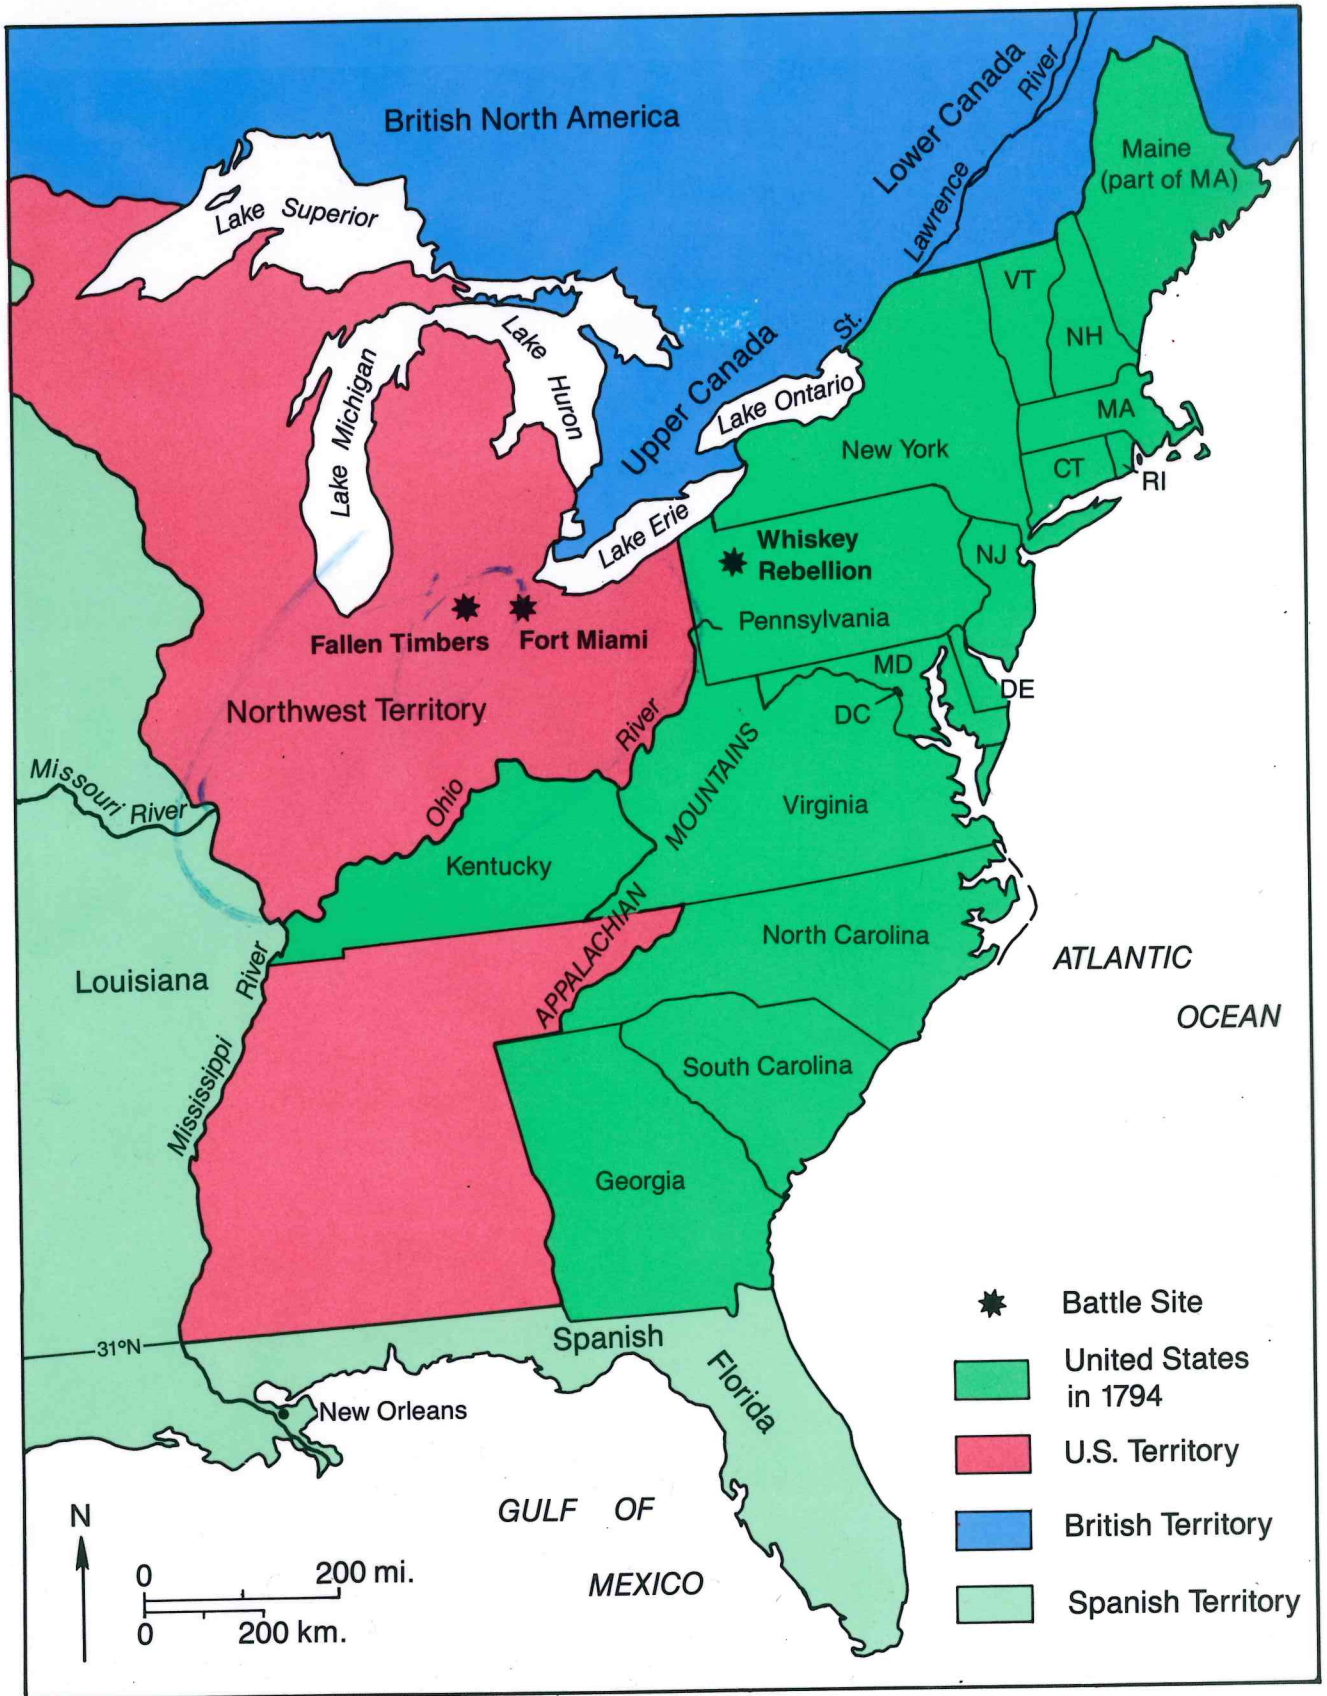 British North America
Lower Canada
River
Lawrence
St.
Maine
(part of MA)
Lake Superior
VT
NH
Lake
Huron
Lake Michigan
Upper Canada
Lake Ontario
MA
New York
CT
RI
Lake Erie
Whiskey
Rebellion
NJ
Pennsylvania
Fallen Timbers
Fort Miami
MD
DE
DC
Northwest Territory
River
Ohio
MOUNTAINS
APPALACHIAN
Missouri River
Virginia
Kentucky
North Carolina
ATLANTIC
OCEAN
Louisiana
River
Mississippi
South Carolina
Georgia
31°N
Spanish
Florida
New Orleans
GULF OF
MEXICO
Battle Site
United States
in 1794
U.S. Territory
British Territory
Spanish Territory
N
0 200 mi.
0 200 km.